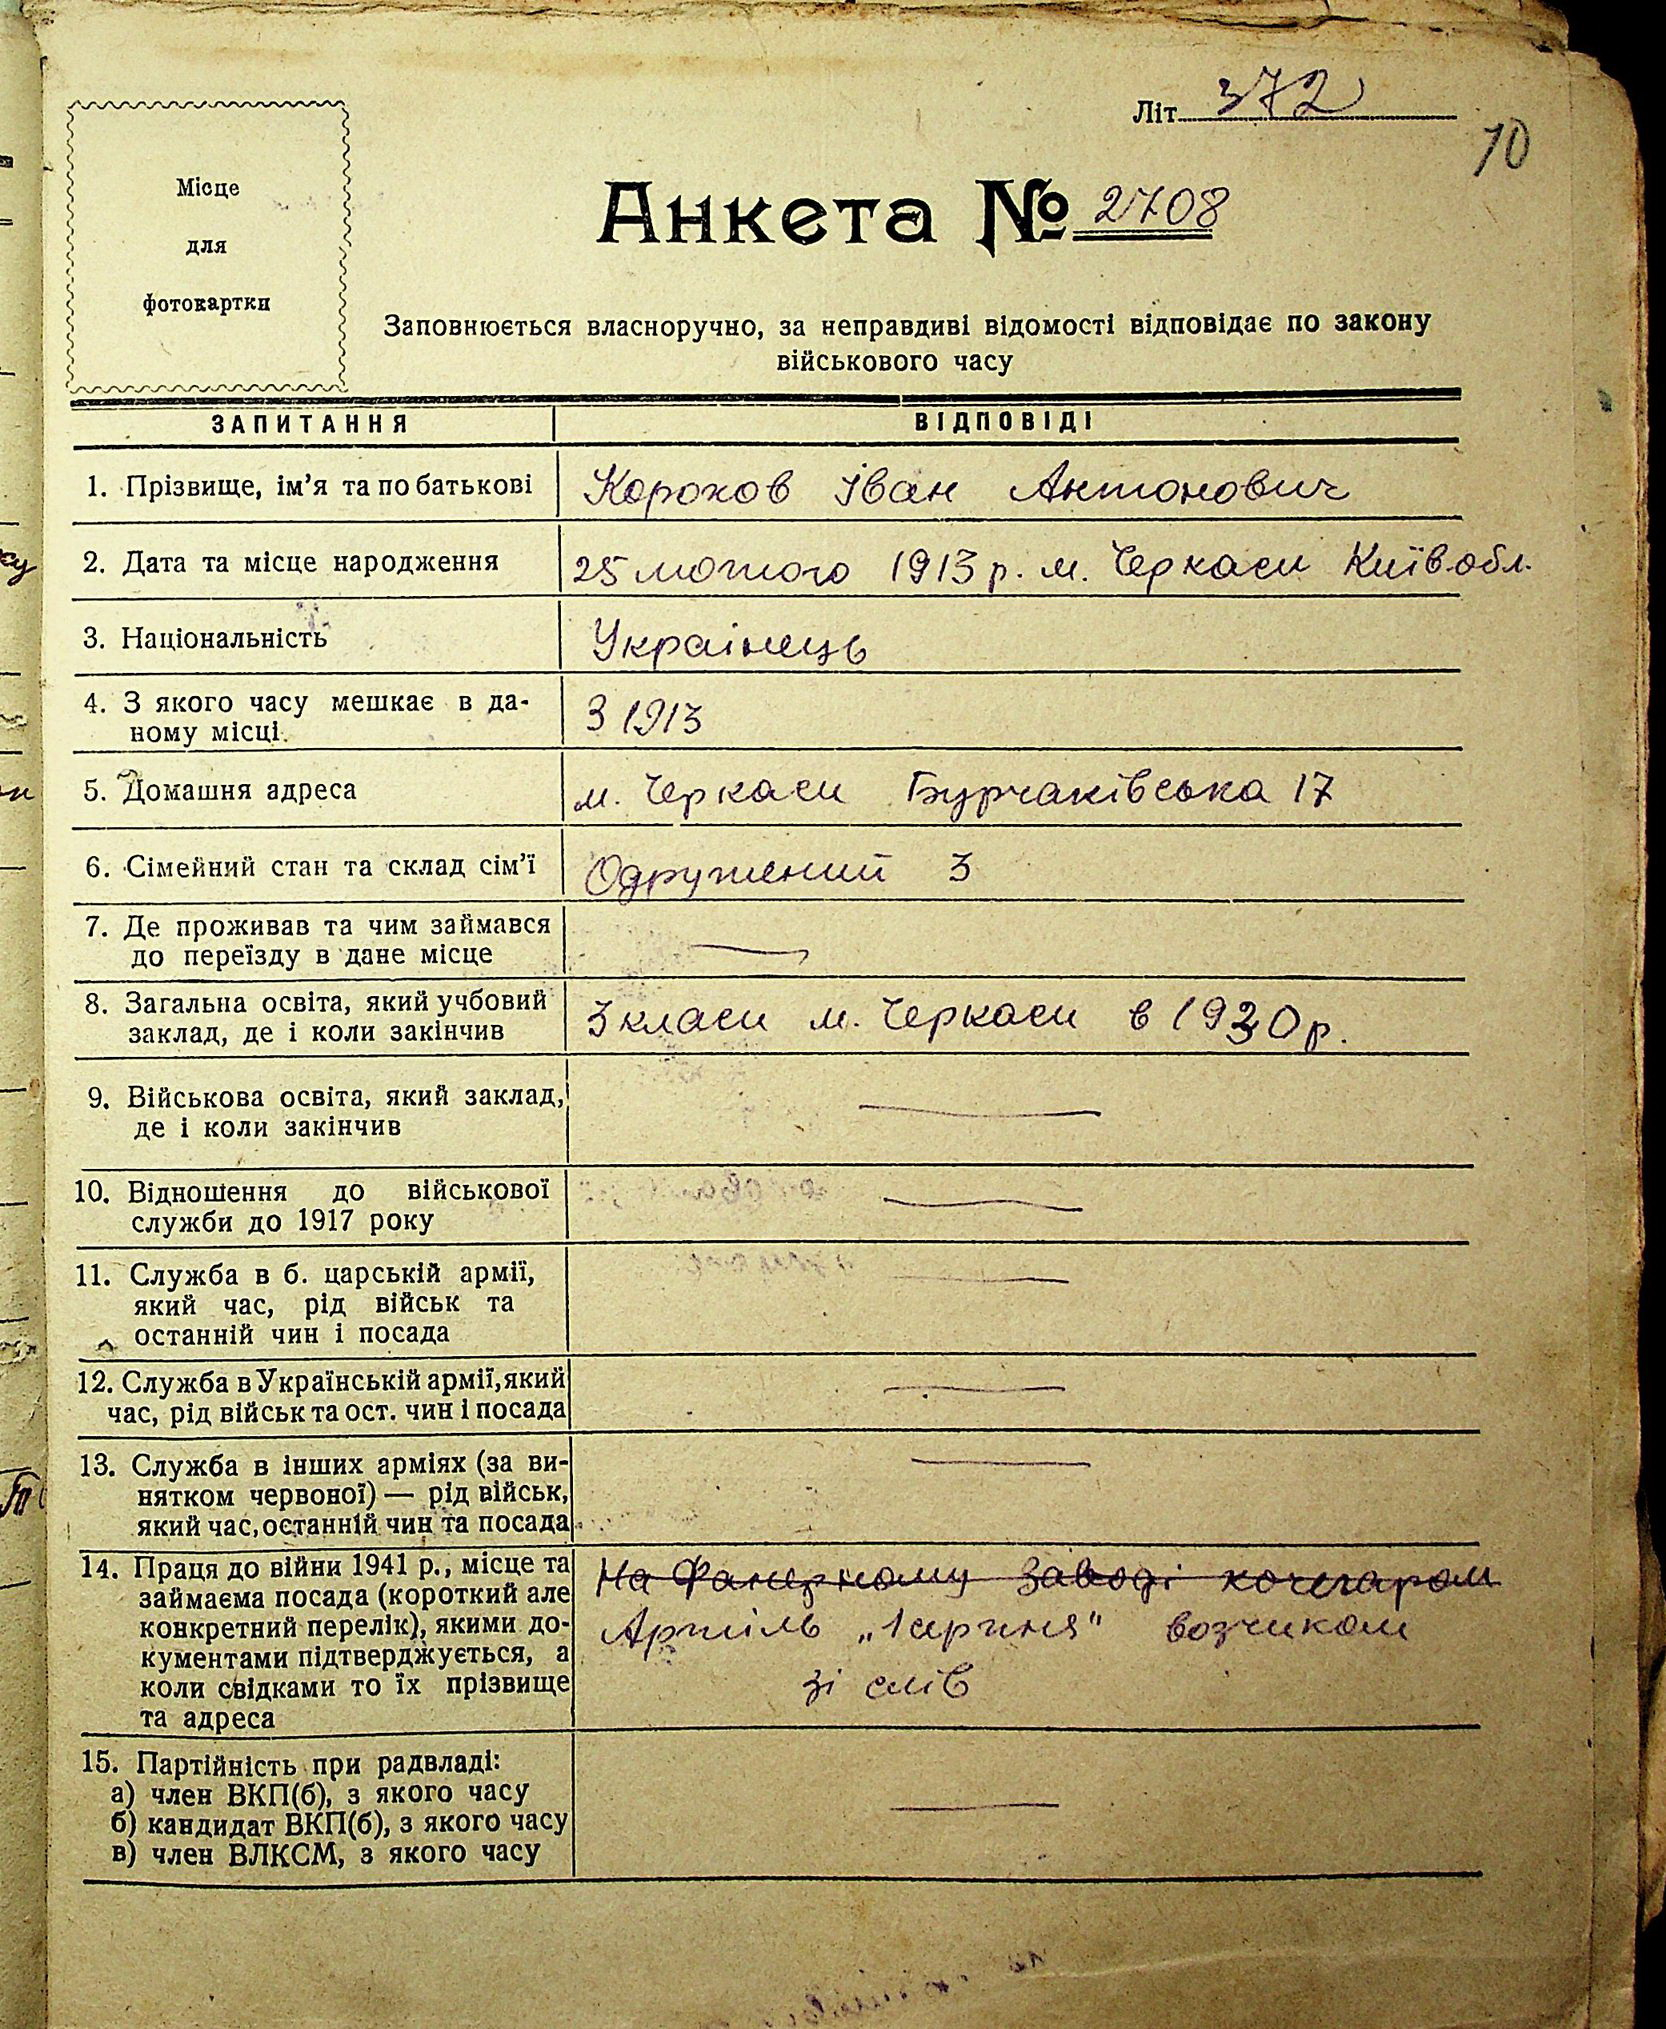 Літ. 372
10
Місце
для
фотокартки
Анкета № 2708
Заповнюється власноручно, за неправдиві відомості відповідає по закону
військового часу
ЗАПИТАННЯ ВІДПОВІДІ
1. Прізвище, ім'я та по батькові Корохов Іван Антонович
2. Дата та місце народження 25 лютого 1913 р. м. Черкаси Київ обл.
3. Національність Украінець
4. З якого часу мешкає в да-
ному місці. З 1913
5. Домашня адреса м. Черкаси Бурчаківська 17
6. Сімейний стан та склад сім'ї Одружений 3
7. Де проживав та чим займався
до переїзду в дане місце —
8. Загальна освіта, який учбовий
заклад, де і коли закінчив 3 класи м. Черкаси в 1920 р.
9. Військова освіта, який заклад,
де і коли закінчив —
10. Відношення до військової
служби до 1917 року —
11. Служба в б. царській армії,
який час, рід військ та
останній чин і посада —
12. Служба в Українській армії, який
час, рід військ та ост. чин і посада —
13. Служба в інших арміях (за ви-
нятком червоної) — рід військ,
який час, останній чин та посада —
14. Праця до війни 1941 р., місце та
займаєма посада (короткий але
конкретний перелік), якими до-
кументами підтверджується, а
коли свідками то їх прізвище
та адреса
На Фанерному заводі кочегаром
Артіль „1 серпня" возчиком
зі слів
15. Партійність при радвладі:
а) член ВКП(б), з якого часу
б) кандидат ВКП(б), з якого часу
в) член ВЛКСМ, з якого часу —